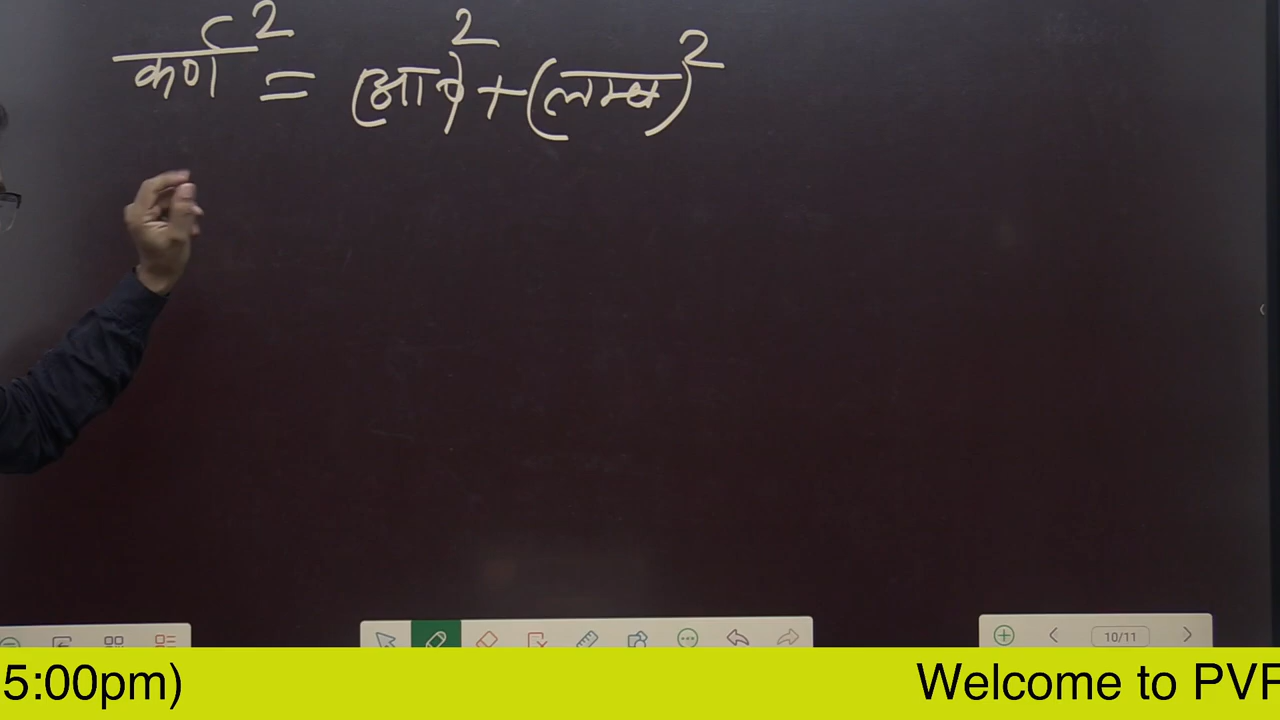 कर्ण² = (आधार)² + (लम्ब)²
10/11
5:00pm) Welcome to PVF